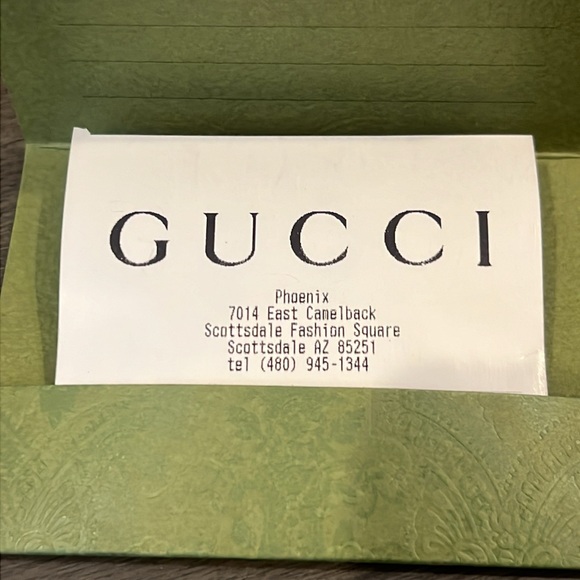 GUCCI
Phoenix
7014 East Camelback
Scottsdale Fashion Square
Scottsdale AZ 85251
tel (480) 945-1344